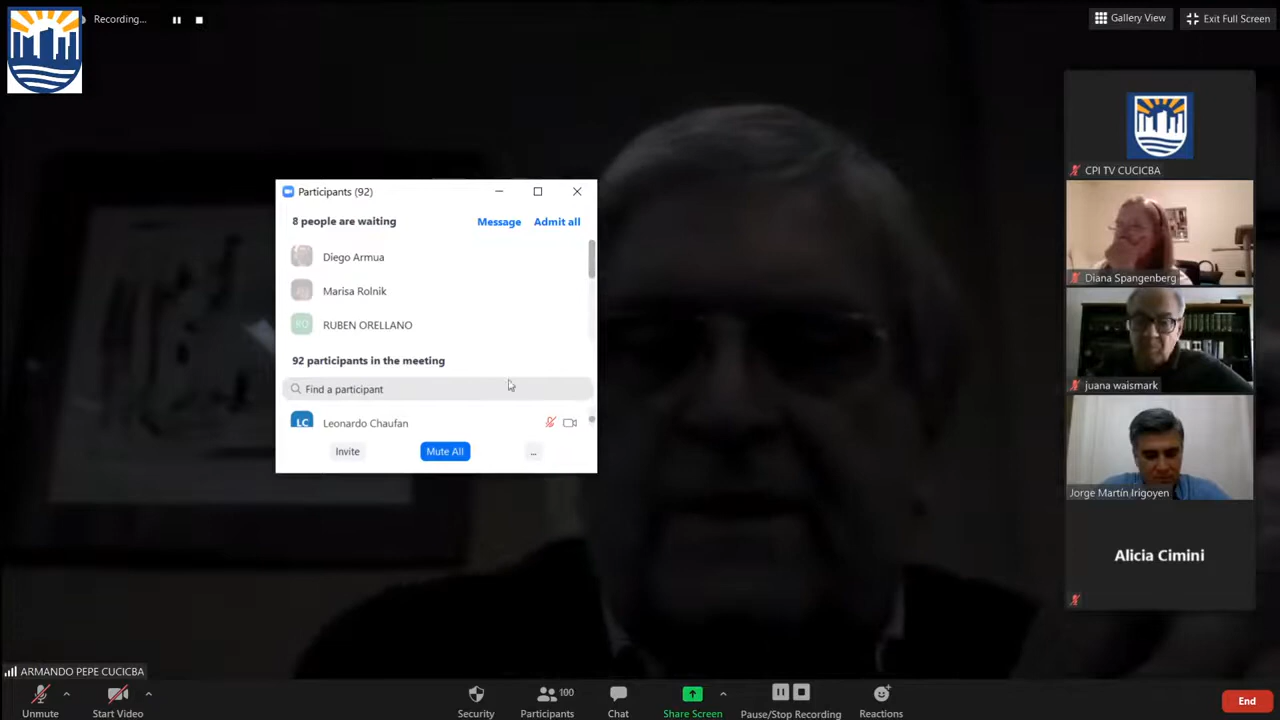 Recording...
Gallery View
Exit Full Screen
Participants (92)
8 people are waiting
Message
Admit all
Diego Armua
Marisa Rolnik
RO
RUBEN ORELLANO
92 participants in the meeting
Find a participant
LC
Leonardo Chaufan
Invite
Mute All
...
CPI TV CUCICBA
Diana Spangenberg
juana waismark
Jorge Martín Irigoyen
Alicia Cimini
ARMANDO PEPE CUCICBA
Unmute
Start Video
Security
100
Participants
Chat
Share Screen
Pause/Stop Recording
Reactions
End